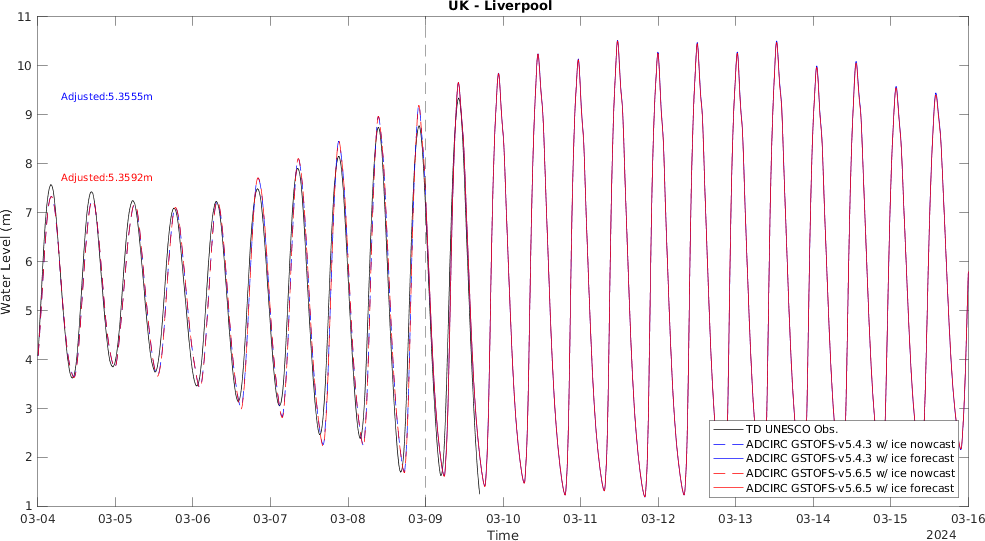 UK - Liverpool
11
10
9
8
7
6
5
4
3
2
1
Water Level (m)
Adjusted:5.3555m
Adjusted:5.3592m
TD UNESCO Obs.
ADCIRC GSTOFS-v5.4.3 w/ ice nowcast
ADCIRC GSTOFS-v5.4.3 w/ ice forecast
ADCIRC GSTOFS-v5.6.5 w/ ice nowcast
ADCIRC GSTOFS-v5.6.5 w/ ice forecast
03-04 03-05 03-06 03-07 03-08 03-09 03-10 03-11 03-12 03-13 03-14 03-15 03-16
Time
2024